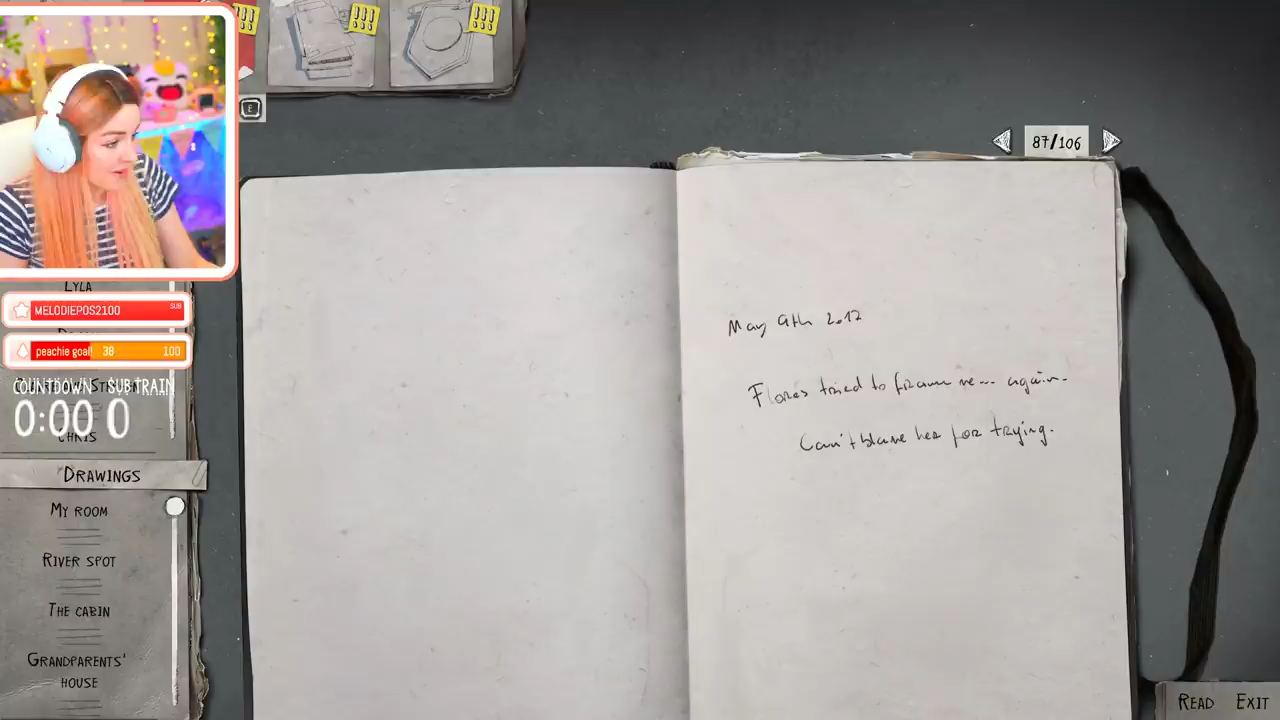 E
87/106
LYLA
MELODIEPOS2100
SUB
peachie goal! 38 100
COUNTDOWN SUB TRAIN
0:00 0
CHRIS
DRAWINGS
MY ROOM
RIVER SPOT
THE CABIN
GRANDPARENTS'
HOUSE
May 9th 2012
Flores tried to frame me... again.
Can't blame her for trying.
READ EXIT